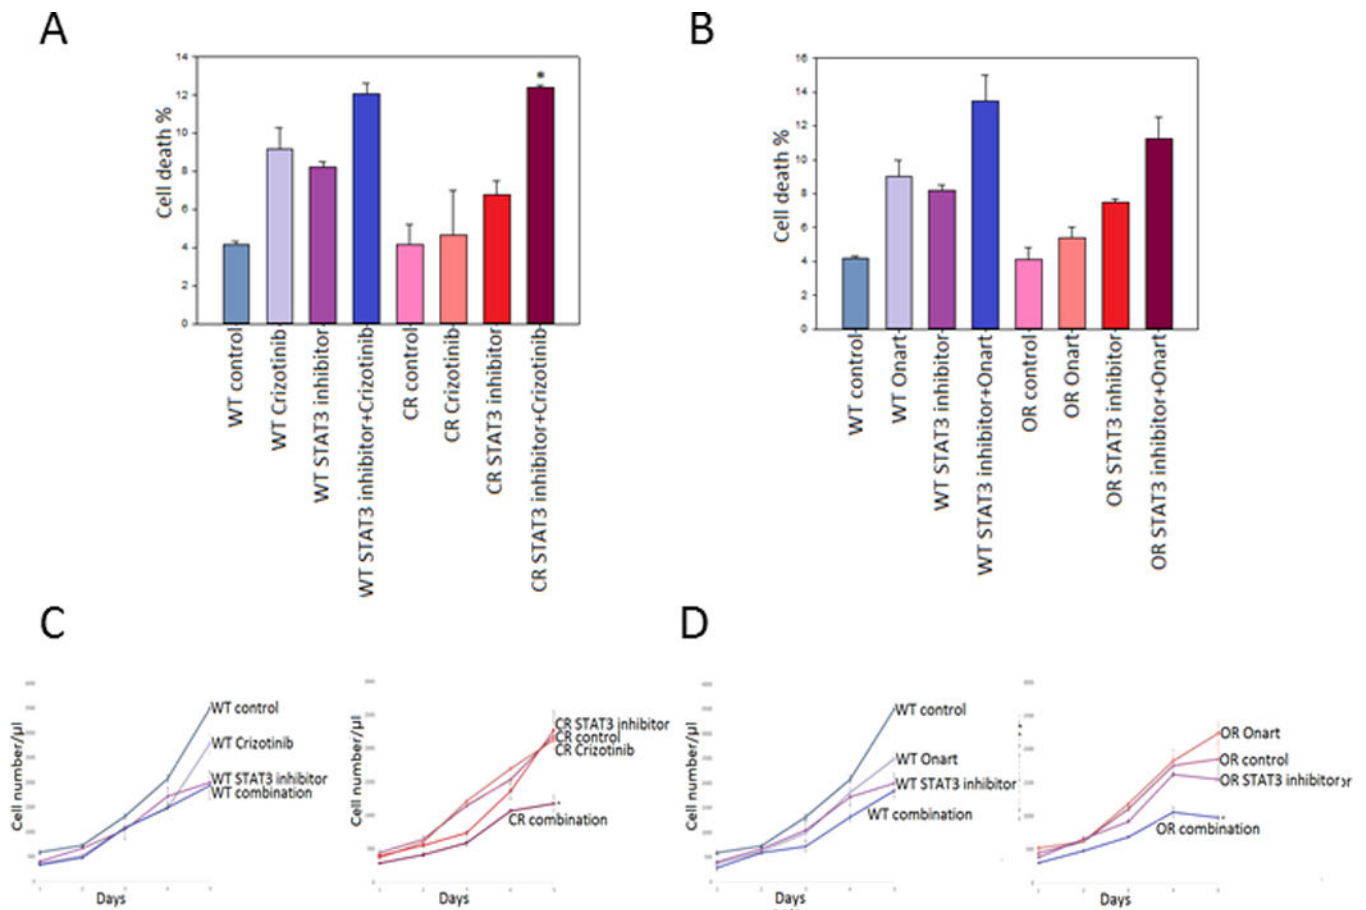 A
B
14
12
10
8
6
4
2
0
Cell death %
16
14
12
10
8
6
4
2
0
Cell death %
WT control
WT Crizotinib
WT STAT3 inhibitor
WT STAT3 inhibitor+Crizotinib
CR control
CR Crizotinib
CR STAT3 inhibitor
CR STAT3 inhibitor+Crizotinib
*
WT control
WT Onart
WT STAT3 inhibitor
WT STAT3 inhibitor+Onart
OR control
OR Onart
OR STAT3 inhibitor
OR STAT3 inhibitor+Onart
C
D
Cell number/µl
WT control
WT Crizotinib
WT STAT3 inhibitor
WT combination
Days
Cell number/µl
CR STAT3 inhibitor
CR control
CR Crizotinib
CR combination
Days
Cell number/µl
WT control
WT Onart
WT STAT3 inhibitor
WT combination
Days
OR Onart
OR control
OR STAT3 inhibitor
OR combination
Days